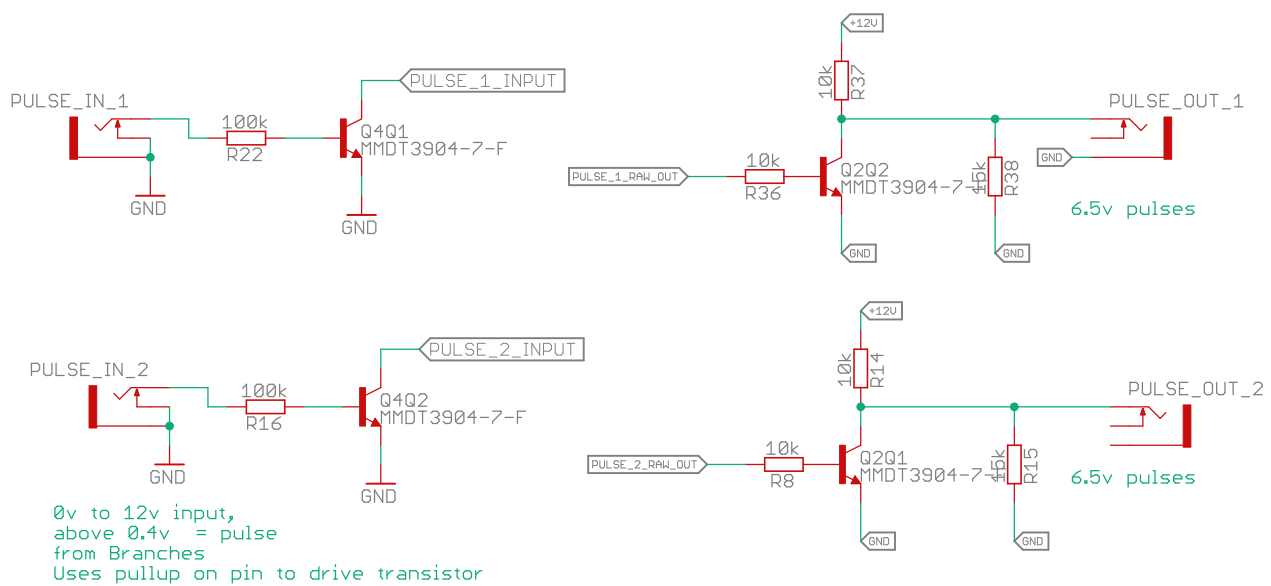 +12V
10k
R37
PULSE_1_INPUT
PULSE_IN_1
100k
R22
Q4Q1
MMDT3904-7-F
GND
GND
PULSE_OUT_1
GND
PULSE_1_RAW_OUT
10k
R36
Q2Q2
MMDT3904-7-
R38
6.5v pulses
GND
GND
+12V
10k
R14
PULSE_2_INPUT
PULSE_IN_2
100k
R16
Q4Q2
MMDT3904-7-F
GND
GND
PULSE_OUT_2
PULSE_2_RAW_OUT
10k
R8
Q2Q1
MMDT3904-7-
R15
6.5v pulses
GND
GND
0v to 12v input,
above 0.4v = pulse
from Branches
Uses pullup on pin to drive transistor